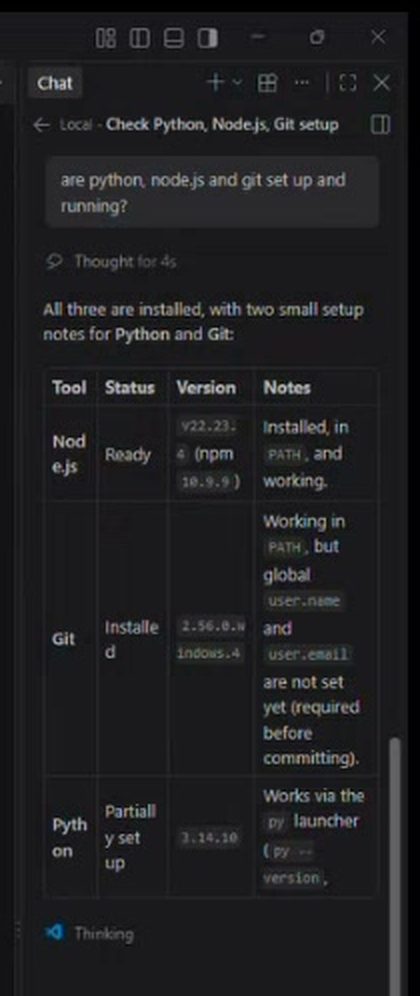 Chat
Local - Check Python, Node.js, Git setup
are python, node.js and git set up and
running?
Thought for 4s
All three are installed, with two small setup
notes for Python and Git:
Tool Status Version Notes
Nod
e.js
Ready
v22.23.
4 (npm
10.9.9)
Installed, in
PATH, and
working.
Git
Installe
d
2.56.0.w
indows.4
Working in
PATH, but
global
user.name
and
user.email
are not set
yet (required
before
committing).
Pyth
on
Partiall
y set
up
3.14.10
Works via the
py launcher
(py --
version,
Thinking